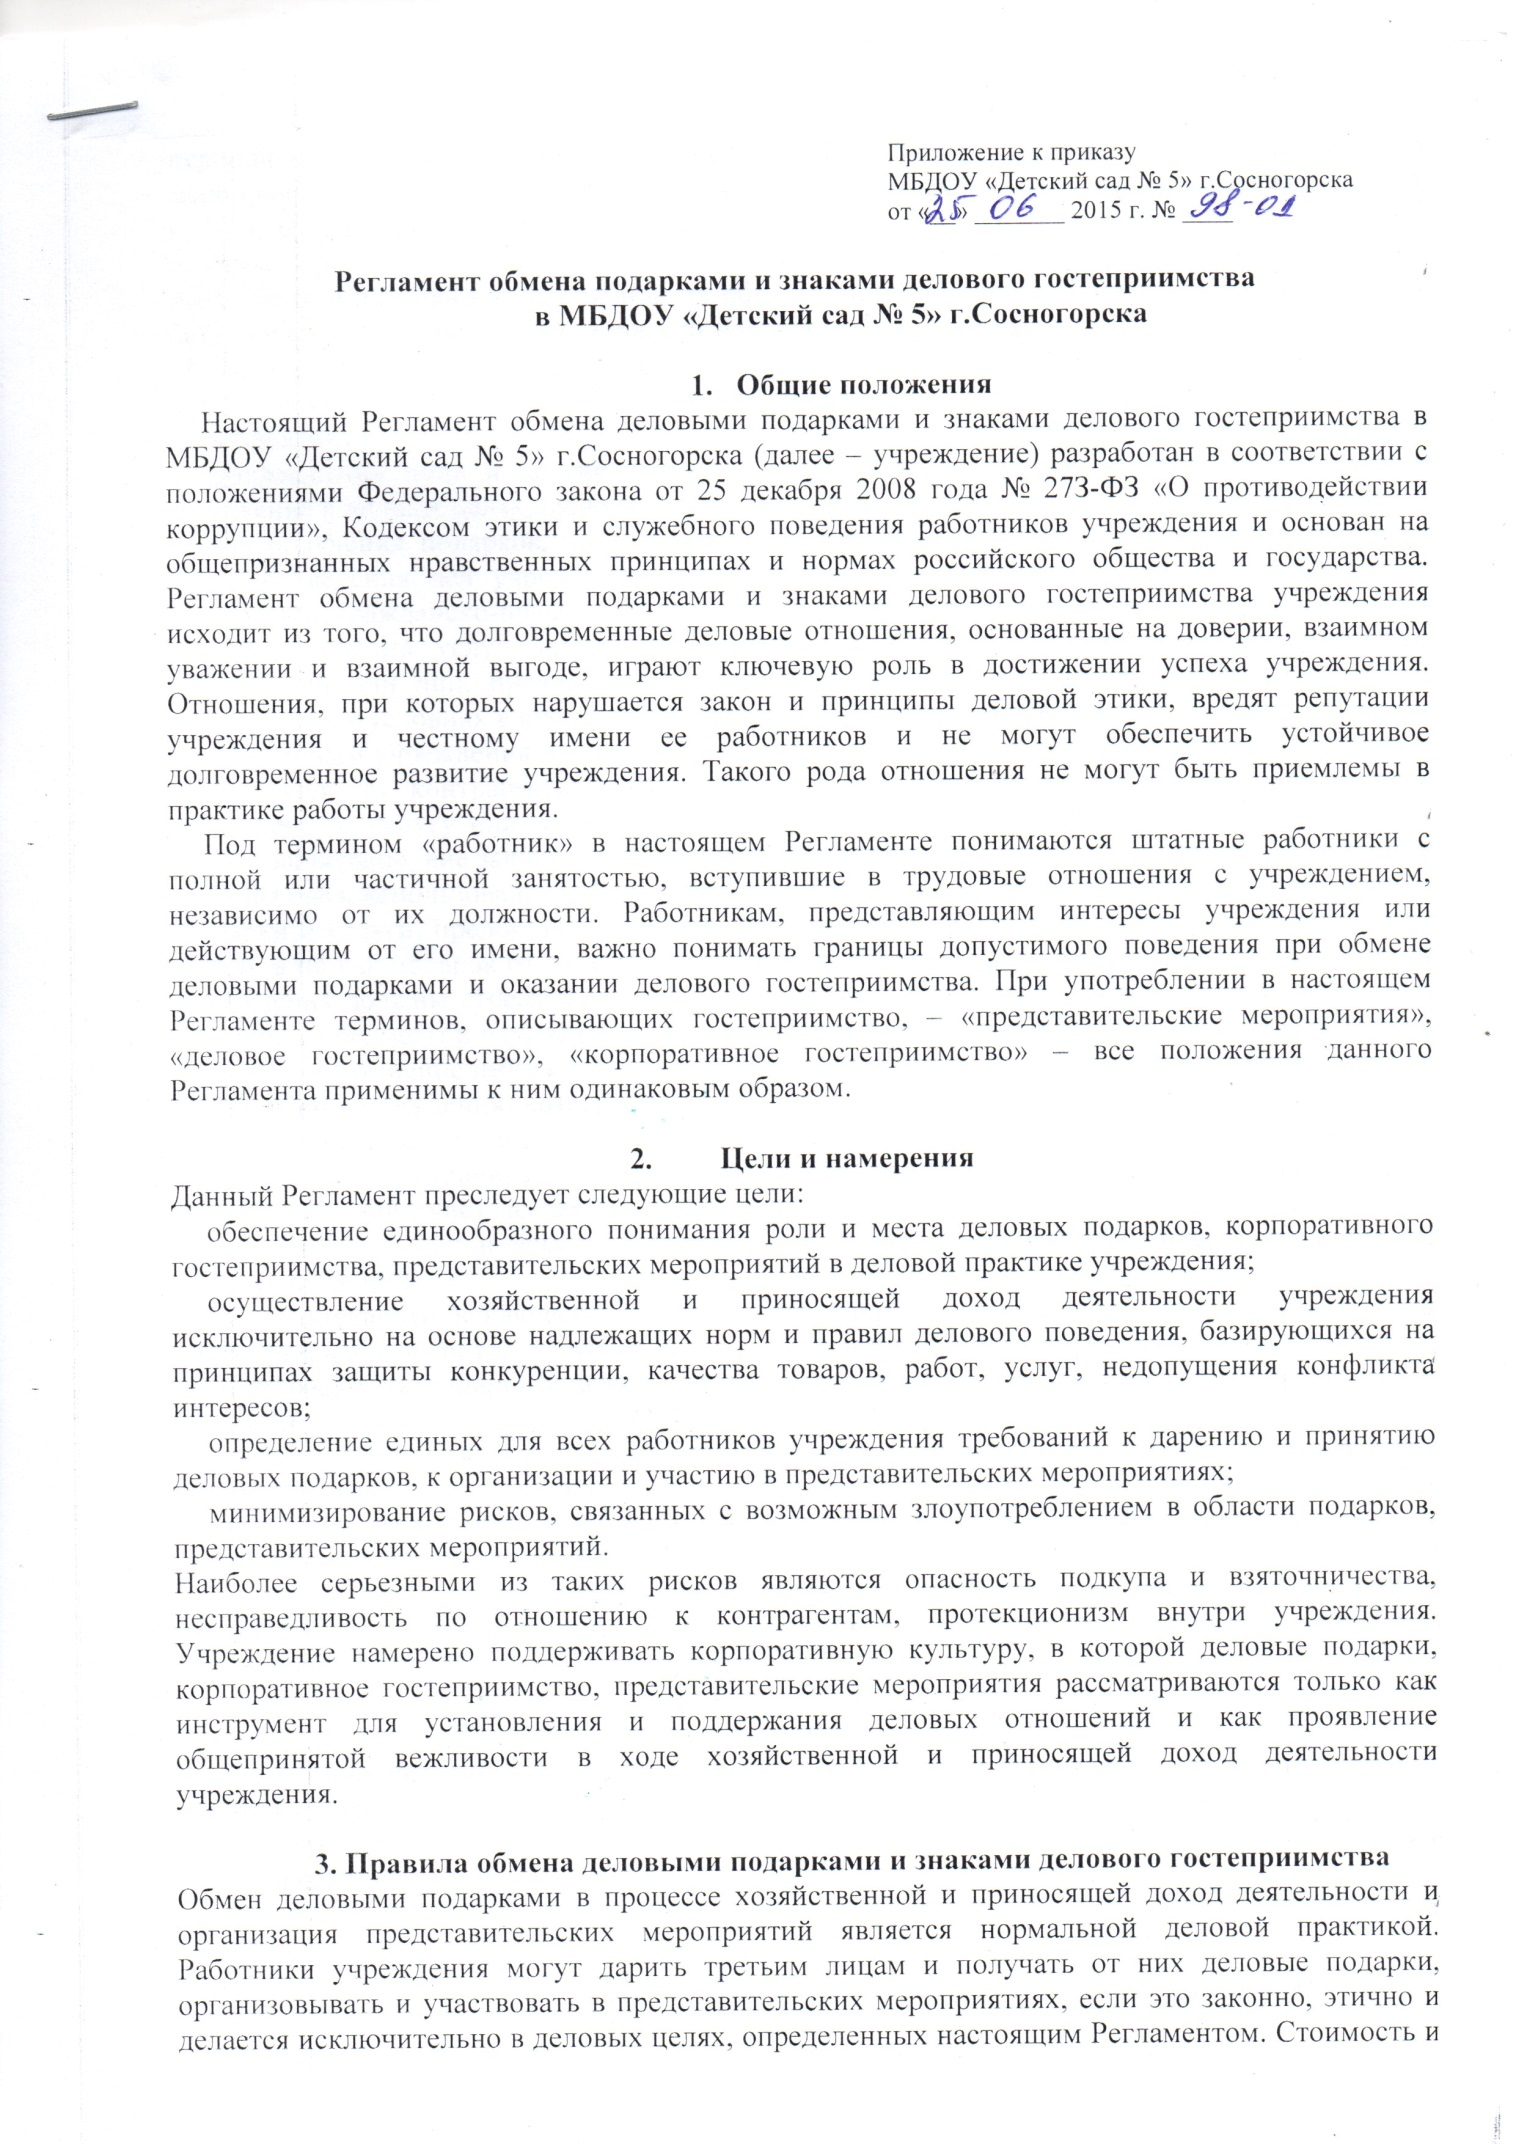 Приложение к приказу
МБДОУ «Детский сад № 5» г.Сосногорска
от «25» 06 2015 г. № 98-01
Регламент обмена подарками и знаками делового гостеприимства
в МБДОУ «Детский сад № 5» г.Сосногорска
1. Общие положения
Настоящий Регламент обмена деловыми подарками и знаками делового гостеприимства в
МБДОУ «Детский сад № 5» г.Сосногорска (далее – учреждение) разработан в соответствии с
положениями Федерального закона от 25 декабря 2008 года № 273-ФЗ «О противодействии
коррупции», Кодексом этики и служебного поведения работников учреждения и основан на
общепризнанных нравственных принципах и нормах российского общества и государства.
Регламент обмена деловыми подарками и знаками делового гостеприимства учреждения
исходит из того, что долговременные деловые отношения, основанные на доверии, взаимном
уважении и взаимной выгоде, играют ключевую роль в достижении успеха учреждения.
Отношения, при которых нарушается закон и принципы деловой этики, вредят репутации
учреждения и честному имени ее работников и не могут обеспечить устойчивое
долговременное развитие учреждения. Такого рода отношения не могут быть приемлемы в
практике работы учреждения.
Под термином «работник» в настоящем Регламенте понимаются штатные работники с
полной или частичной занятостью, вступившие в трудовые отношения с учреждением,
независимо от их должности. Работникам, представляющим интересы учреждения или
действующим от его имени, важно понимать границы допустимого поведения при обмене
деловыми подарками и оказании делового гостеприимства. При употреблении в настоящем
Регламенте терминов, описывающих гостеприимство, – «представительские мероприятия»,
«деловое гостеприимство», «корпоративное гостеприимство» – все положения данного
Регламента применимы к ним одинаковым образом.
2. Цели и намерения
Данный Регламент преследует следующие цели:
обеспечение единообразного понимания роли и места деловых подарков, корпоративного
гостеприимства, представительских мероприятий в деловой практике учреждения;
осуществление хозяйственной и приносящей доход деятельности учреждения
исключительно на основе надлежащих норм и правил делового поведения, базирующихся на
принципах защиты конкуренции, качества товаров, работ, услуг, недопущения конфликта
интересов;
определение единых для всех работников учреждения требований к дарению и принятию
деловых подарков, к организации и участию в представительских мероприятиях;
минимизирование рисков, связанных с возможным злоупотреблением в области подарков,
представительских мероприятий.
Наиболее серьезными из таких рисков являются опасность подкупа и взяточничества,
несправедливость по отношению к контрагентам, протекционизм внутри учреждения.
Учреждение намерено поддерживать корпоративную культуру, в которой деловые подарки,
корпоративное гостеприимство, представительские мероприятия рассматриваются только как
инструмент для установления и поддержания деловых отношений и как проявление
общепринятой вежливости в ходе хозяйственной и приносящей доход деятельности
учреждения.
3. Правила обмена деловыми подарками и знаками делового гостеприимства
Обмен деловыми подарками в процессе хозяйственной и приносящей доход деятельности и
организация представительских мероприятий является нормальной деловой практикой.
Работники учреждения могут дарить третьим лицам и получать от них деловые подарки,
организовывать и участвовать в представительских мероприятиях, если это законно, этично и
делается исключительно в деловых целях, определенных настоящим Регламентом. Стоимость и